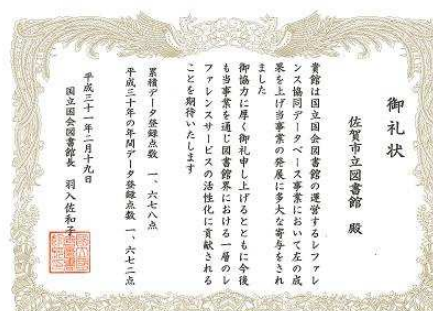 御礼状
佐賀市立図書館 殿
貴館は国立国会図書館の運営するレファレ
ンス協同データベース事業において左の成
果を上げ当事業の発展に多大な寄与をされ
ました
御協力に厚く御礼申し上げるとともに今後
も当事業を通じ図書館界における一層のレ
ファレンスサービスの活性化に貢献される
ことを期待いたします
累積データ登録点数 一、六七八点
平成三十年の年間データ登録点数 一、六七二点
平成三十一年二月十九日
国立国会図書館長 羽入佐和子